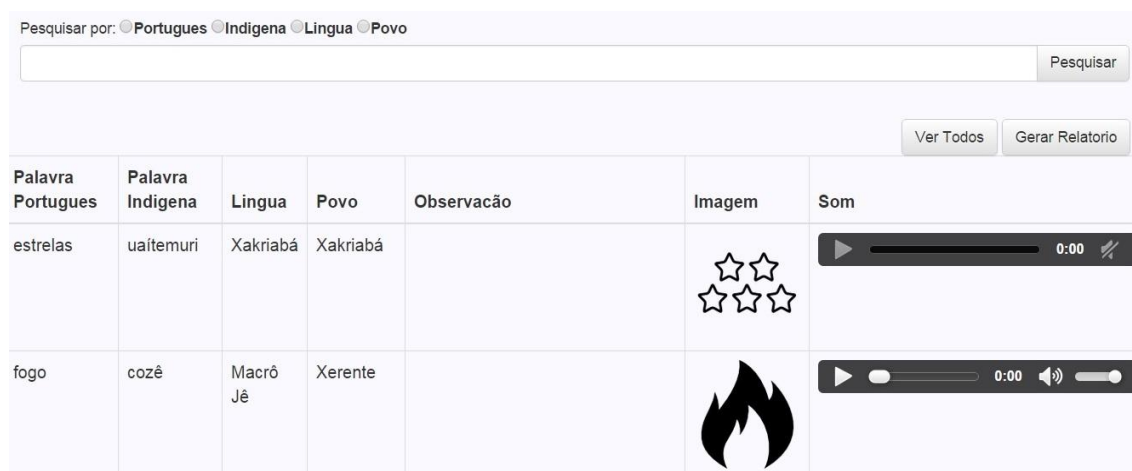 Pesquisar por: Portugues Indigena Lingua Povo
Pesquisar
Ver Todos Gerar Relatorio
Palavra Portugues Palavra Indigena Lingua Povo Observacão Imagem Som
estrelas uaítemuri Xakriabá Xakriabá 0:00
fogo cozê Macrô Jê Xerente 0:00